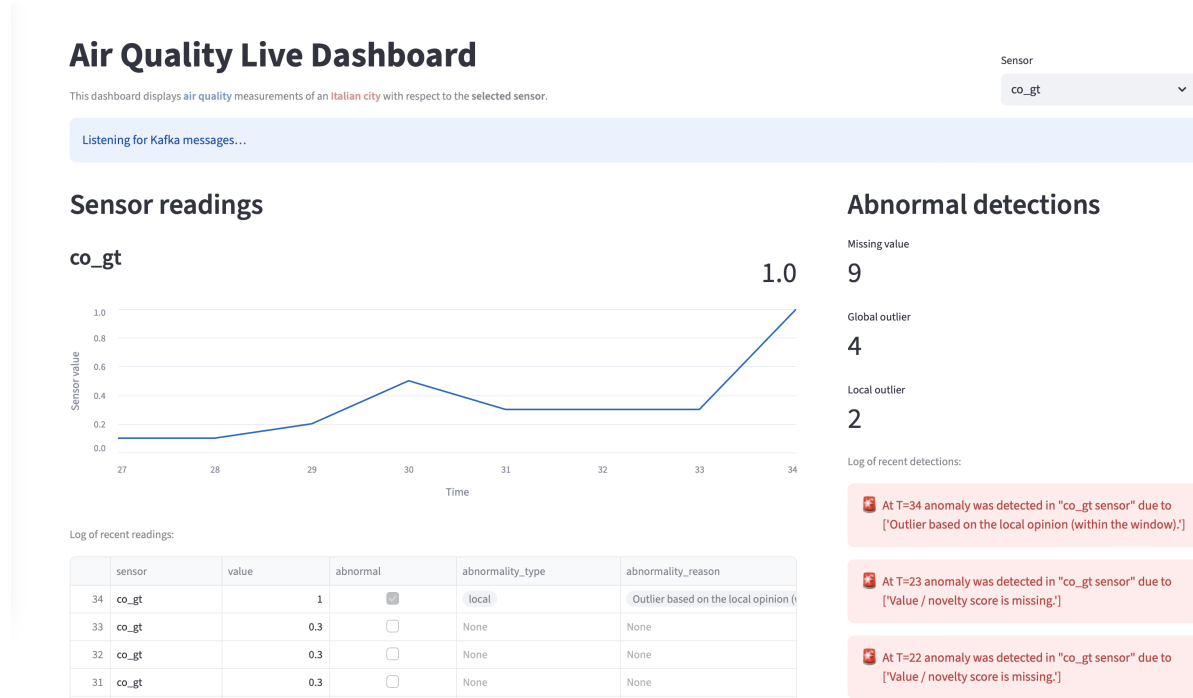 Air Quality Live Dashboard
This dashboard displays air quality measurements of an Italian city with respect to the selected sensor.
Sensor
co_gt
Listening for Kafka messages…
Sensor readings
co_gt
1.0
1.0
0.8
0.6
0.4
0.2
0.0
Sensor value
27 28 29 30 31 32 33 34
Time
Log of recent readings:
sensor value abnormal abnormality_type abnormality_reason
34 co_gt 1 local Outlier based on the local opinion (
33 co_gt 0.3 None None
32 co_gt 0.3 None None
31 co_gt 0.3 None None
Abnormal detections
Missing value
9
Global outlier
4
Local outlier
2
Log of recent detections:
At T=34 anomaly was detected in "co_gt sensor" due to
['Outlier based on the local opinion (within the window).']
At T=23 anomaly was detected in "co_gt sensor" due to
['Value / novelty score is missing.']
At T=22 anomaly was detected in "co_gt sensor" due to
['Value / novelty score is missing.']